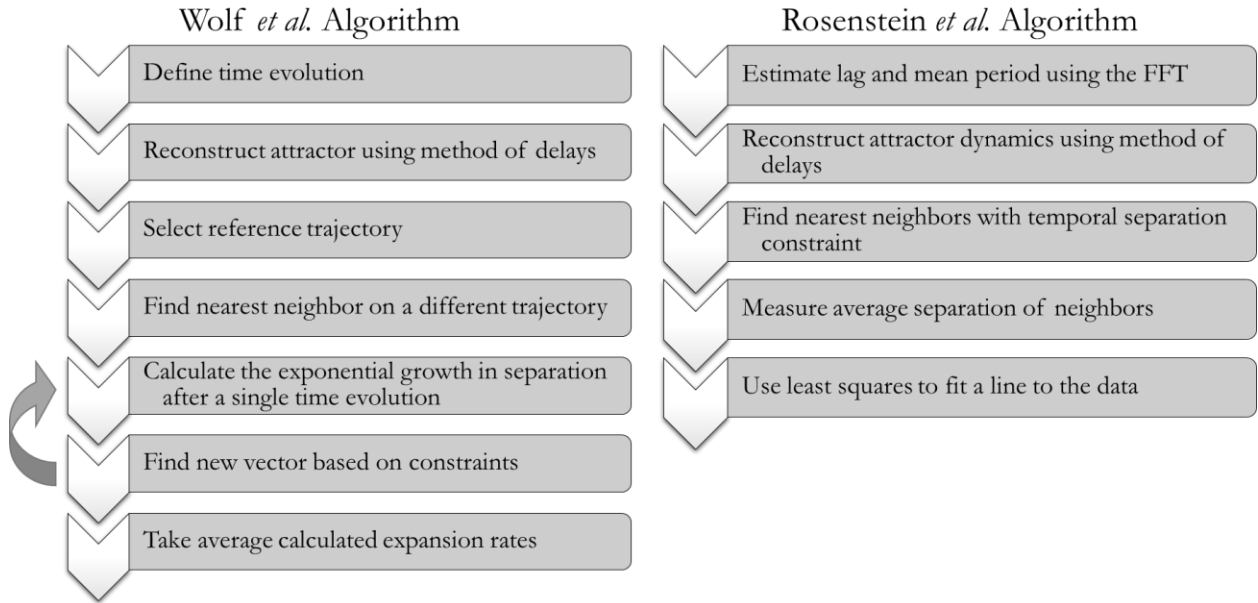 Wolf et al. Algorithm
Define time evolution
Reconstruct attractor using method of delays
Select reference trajectory
Find nearest neighbor on a different trajectory
Calculate the exponential growth in separation
after a single time evolution
Find new vector based on constraints
Take average calculated expansion rates
Rosenstein et al. Algorithm
Estimate lag and mean period using the FFT
Reconstruct attractor dynamics using method of
delays
Find nearest neighbors with temporal separation
constraint
Measure average separation of neighbors
Use least squares to fit a line to the data